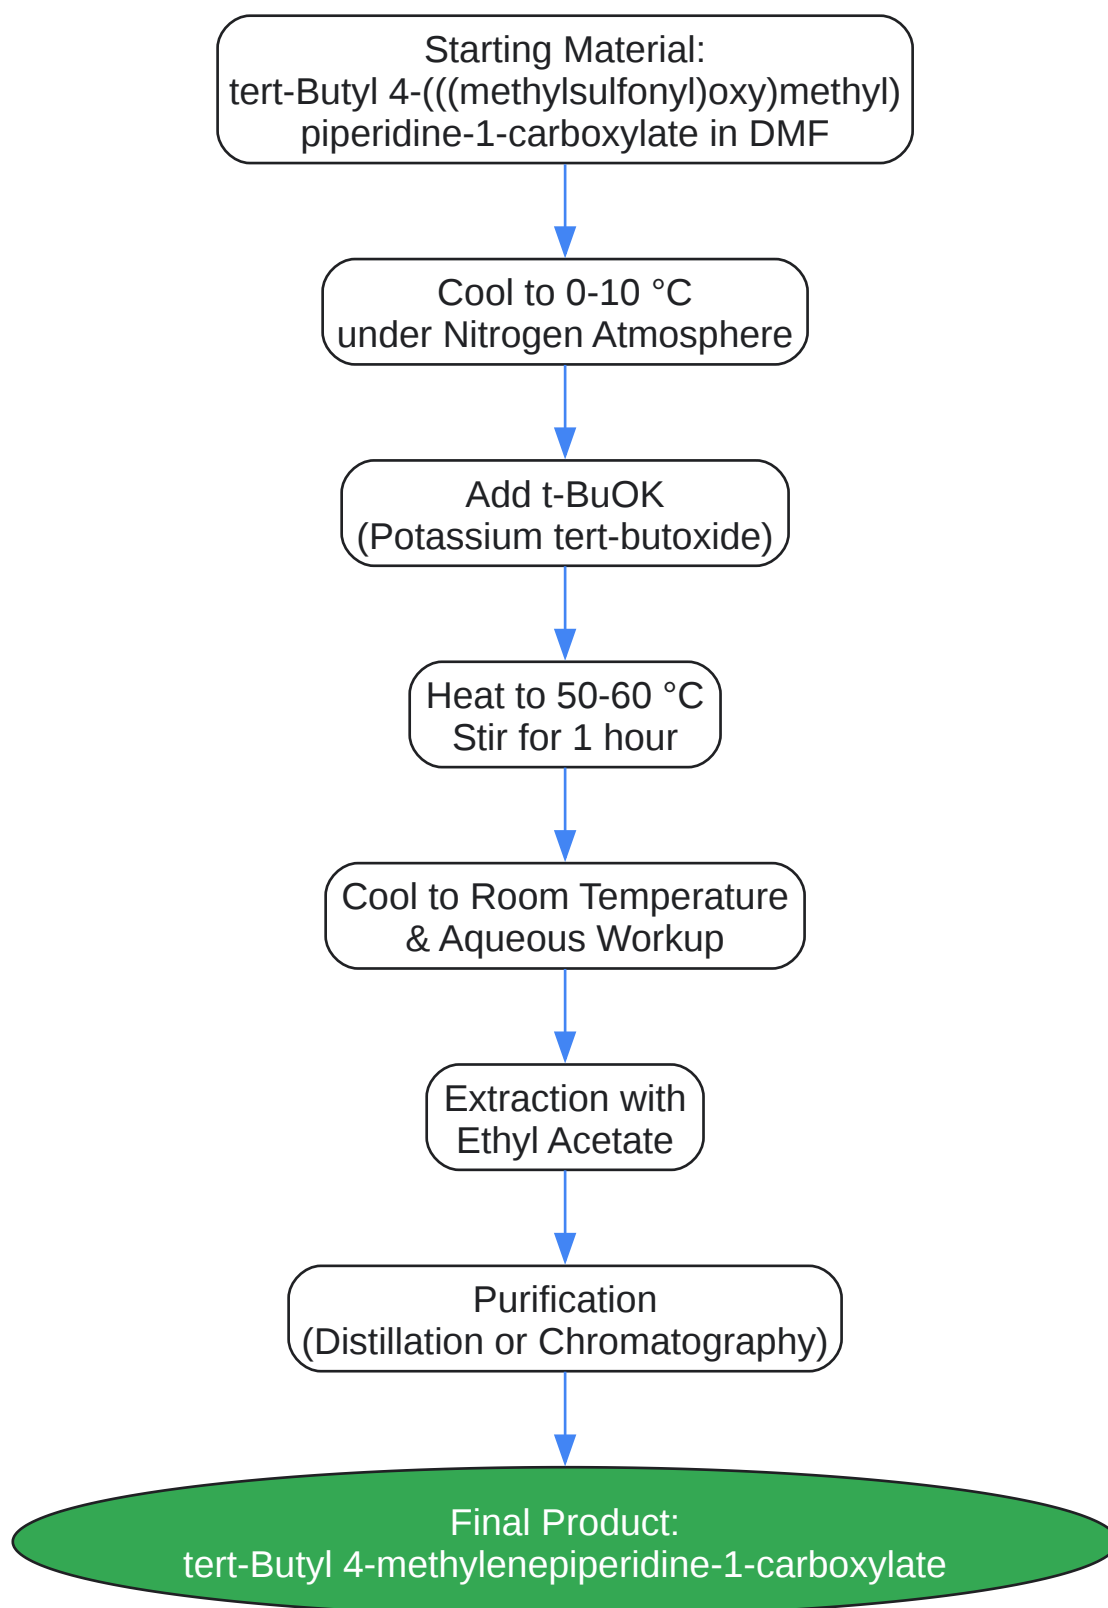 Starting Material:
tert-Butyl 4-(((methylsulfonyl)oxy)methyl)
piperidine-1-carboxylate in DMF
Cool to 0-10 °C
under Nitrogen Atmosphere
Add t-BuOK
(Potassium tert-butoxide)
Heat to 50-60 °C
Stir for 1 hour
Cool to Room Temperature
& Aqueous Workup
Extraction with
Ethyl Acetate
Purification
(Distillation or Chromatography)
Final Product:
tert-Butyl 4-methylenepiperidine-1-carboxylate